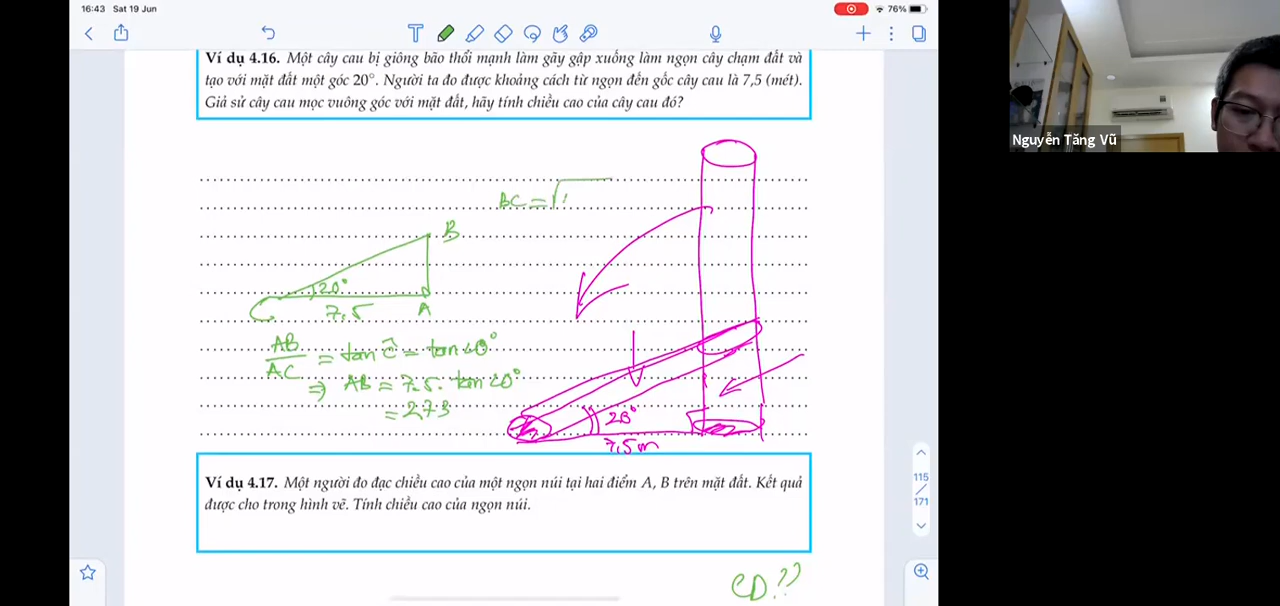 16:43 Sat 19 Jun
76%
Ví dụ 4.16. Một cây cau bị giông bão thổi mạnh làm gãy gập xuống làm ngọn cây chạm đất và
tạo với mặt đất một góc 20°. Người ta đo được khoảng cách từ ngọn đến gốc cây cau là 7,5 (mét).
Giả sử cây cau mọc vuông góc với mặt đất, hãy tính chiều cao của cây cau đó?
Nguyễn Tăng Vũ
BC = √
B
20°
C
7.5
A
AB/AC = tan Ĉ = tan 20°
⇒ AB = 7.5. tan 20°
= 2,73
20°
7,5m
Ví dụ 4.17. Một người đo đạc chiều cao của một ngọn núi tại hai điểm A, B trên mặt đất. Kết quả
được cho trong hình vẽ. Tính chiều cao của ngọn núi.
115
/
171
CD??